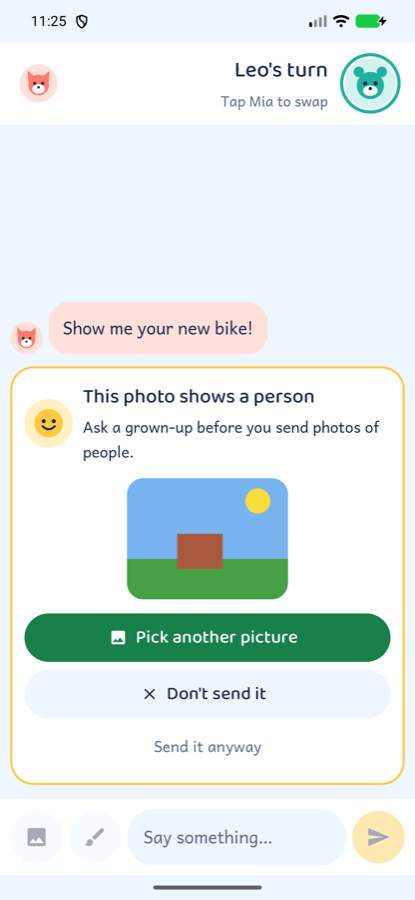 11:25
Leo's turn
Tap Mia to swap
Show me your new bike!
This photo shows a person
Ask a grown-up before you send photos of
people.
Pick another picture
Don't send it
Send it anyway
Say something...